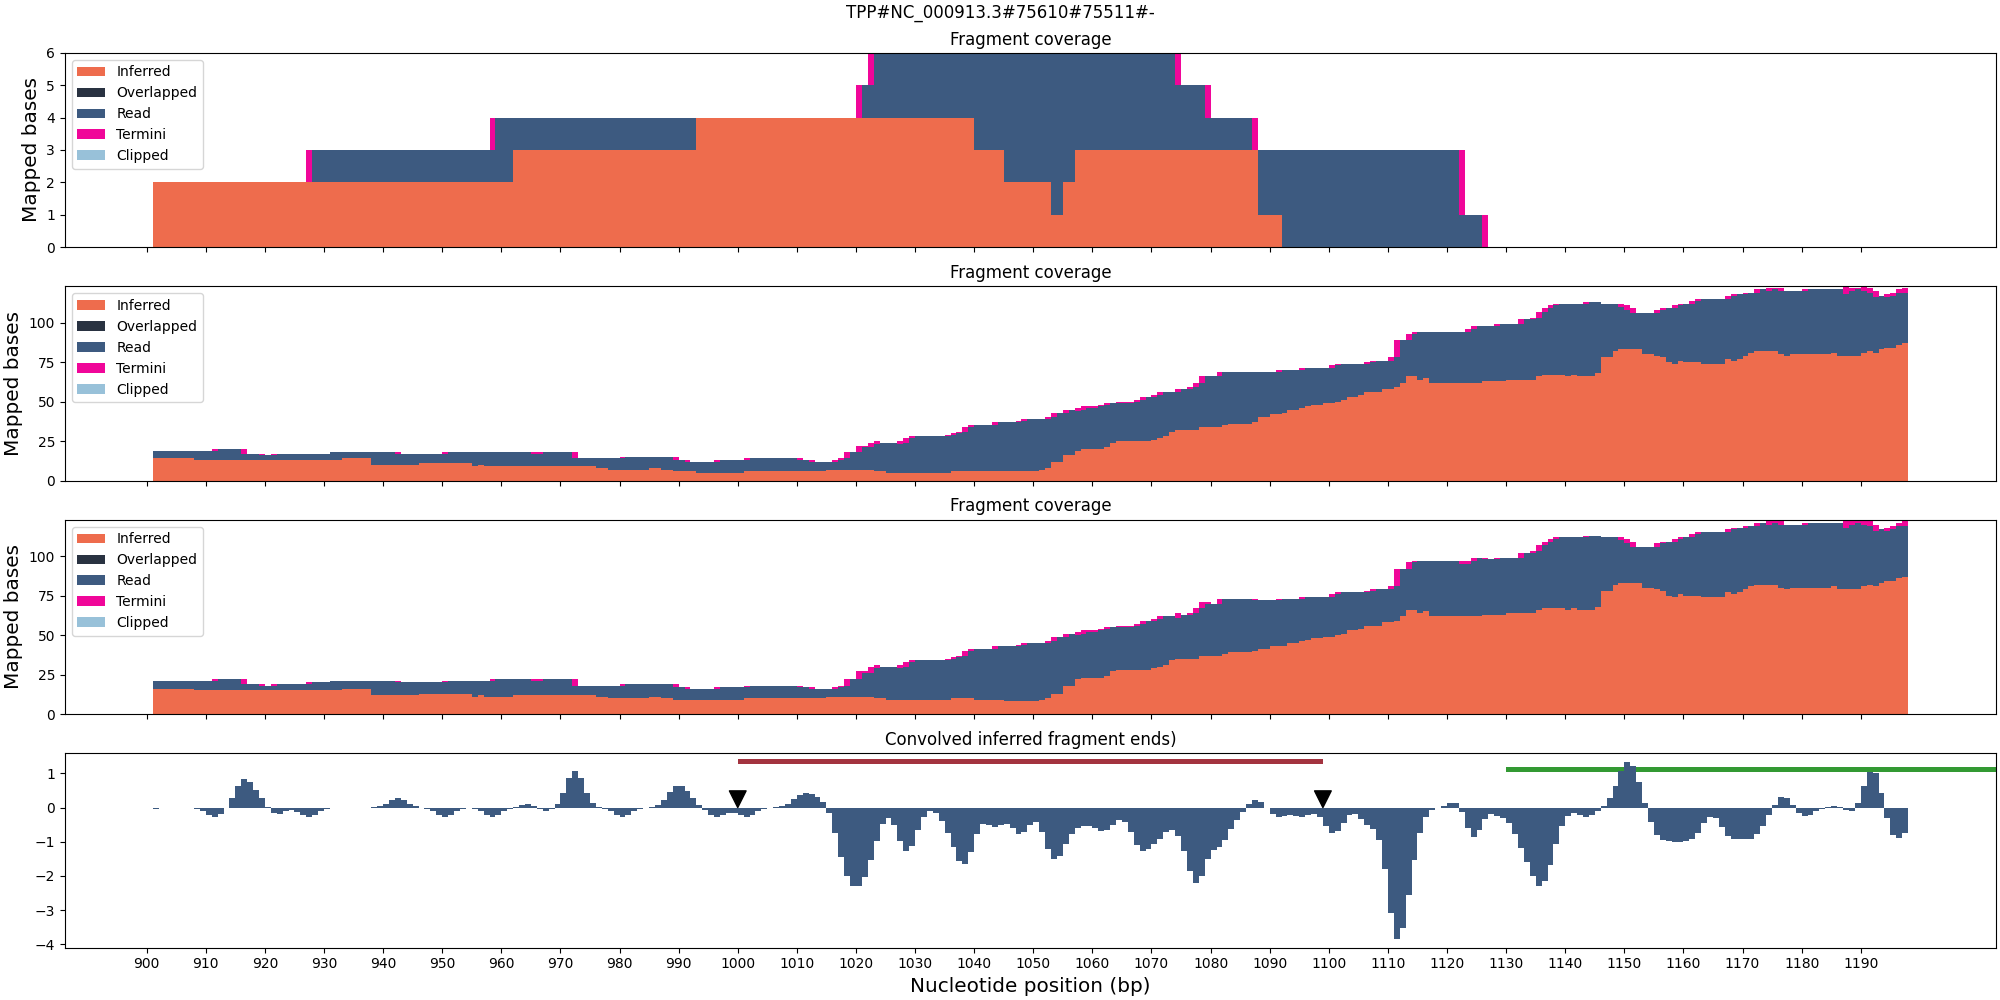 TPP#NC_000913.3#75610#75511#-
Fragment coverage
Mapped bases
6
5
4
3
2
1
0
Inferred
Overlapped
Read
Termini
Clipped
Fragment coverage
Mapped bases
100
75
50
25
0
Inferred
Overlapped
Read
Termini
Clipped
Fragment coverage
Mapped bases
100
75
50
25
0
Inferred
Overlapped
Read
Termini
Clipped
Convolved inferred fragment ends)
1
0
−1
−2
−3
−4
900 910 920 930 940 950 960 970 980 990 1000 1010 1020 1030 1040 1050 1060 1070 1080 1090 1100 1110 1120 1130 1140 1150 1160 1170 1180 1190
Nucleotide position (bp)